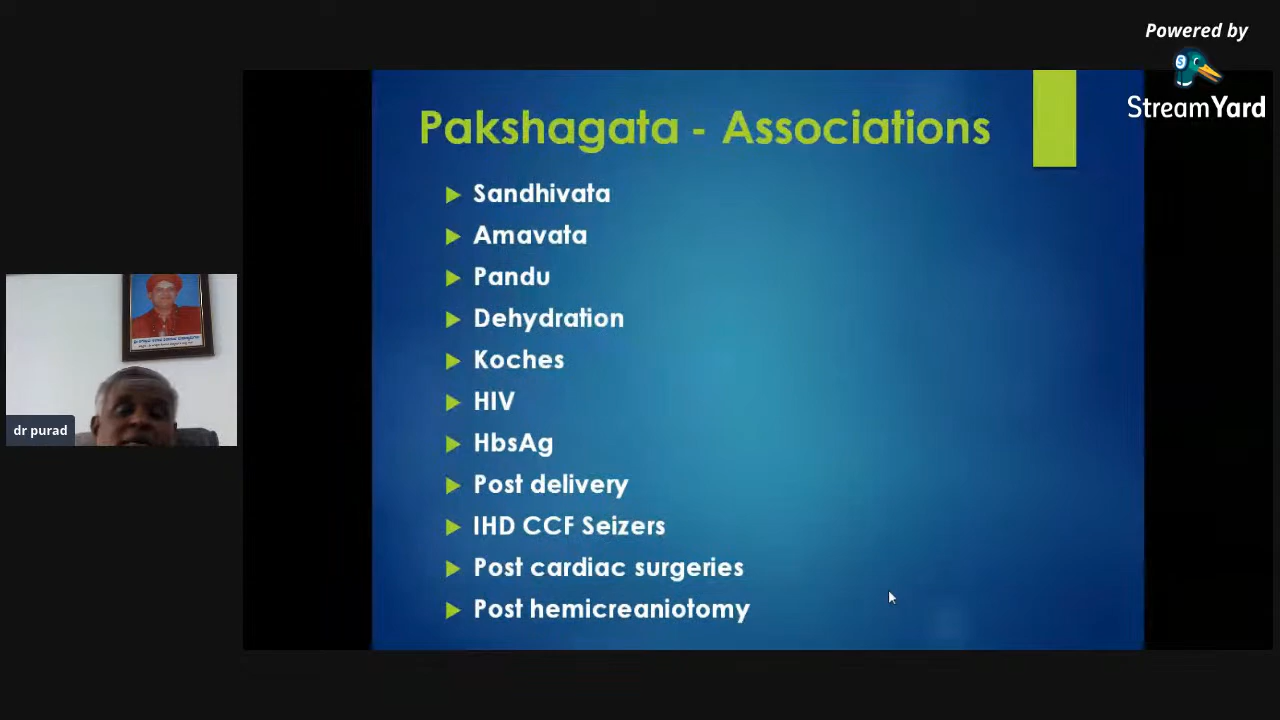 Powered by
StreamYard
Pakshagata - Associations
Sandhivata
Amavata
Pandu
Dehydration
Koches
HIV
HbsAg
Post delivery
IHD CCF Seizers
Post cardiac surgeries
Post hemicreaniotomy
dr purad